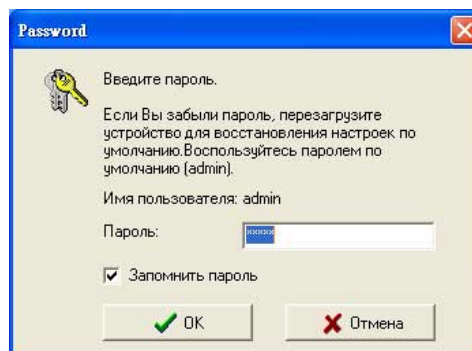 Password
Введите пароль.
Если Вы забыли пароль, перезагрузите
устройство для восстановления настроек по
умолчанию.Воспользуйтесь паролем по
умолчанию (admin).
Имя пользователя: admin
Пароль: xxxxx
Запомнить пароль
OK Отмена